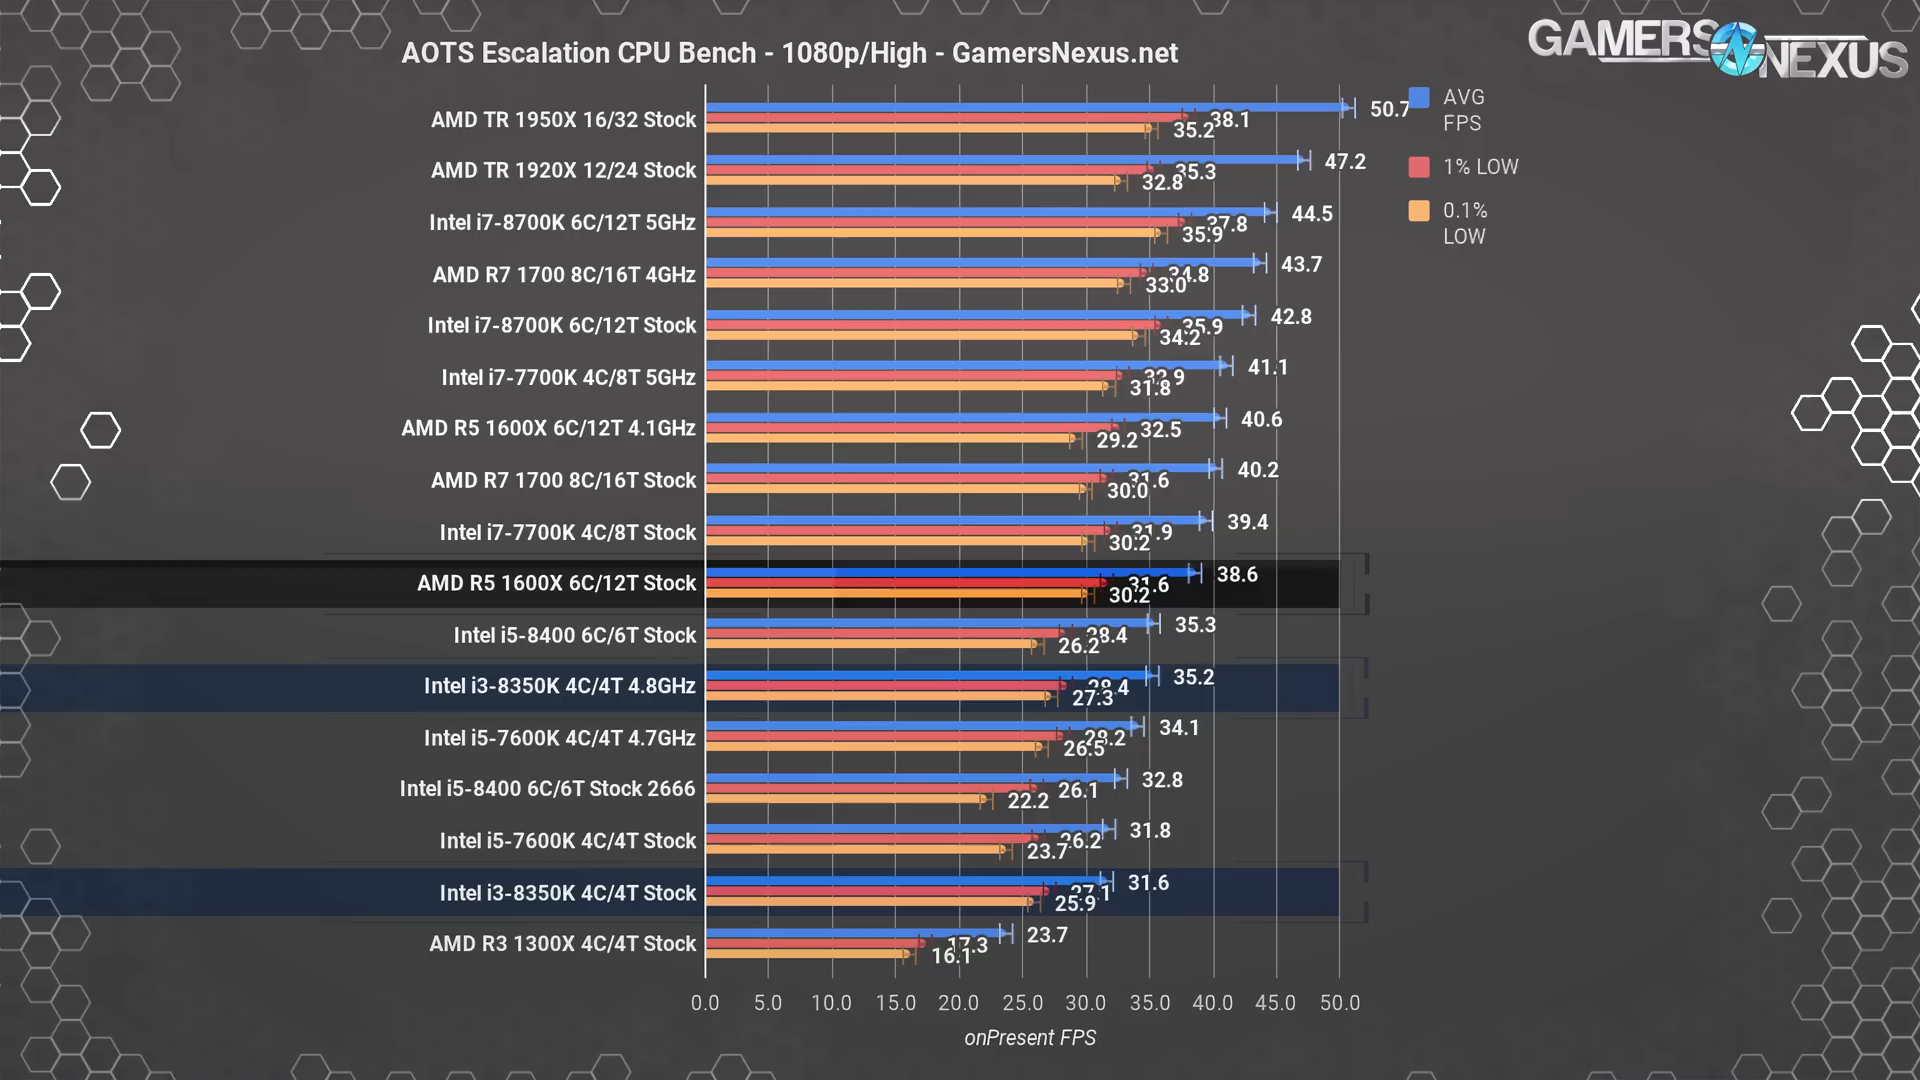 AOTS Escalation CPU Bench - 1080p/High - GamersNexus.net
GAMERS NEXUS
AVG
FPS
1% LOW
0.1%
LOW
AMD TR 1950X 16/32 Stock
50.7
38.1
35.2
AMD TR 1920X 12/24 Stock
47.2
35.3
32.8
Intel i7-8700K 6C/12T 5GHz
44.5
37.8
35.9
AMD R7 1700 8C/16T 4GHz
43.7
34.8
33.0
Intel i7-8700K 6C/12T Stock
42.8
35.9
34.2
Intel i7-7700K 4C/8T 5GHz
41.1
32.9
31.8
AMD R5 1600X 6C/12T 4.1GHz
40.6
32.5
29.2
AMD R7 1700 8C/16T Stock
40.2
31.6
30.0
Intel i7-7700K 4C/8T Stock
39.4
31.9
30.2
AMD R5 1600X 6C/12T Stock
38.6
31.6
30.2
Intel i5-8400 6C/6T Stock
35.3
28.4
26.2
Intel i3-8350K 4C/4T 4.8GHz
35.2
28.4
27.3
Intel i5-7600K 4C/4T 4.7GHz
34.1
28.2
26.5
Intel i5-8400 6C/6T Stock 2666
32.8
26.1
22.2
Intel i5-7600K 4C/4T Stock
31.8
26.2
23.7
Intel i3-8350K 4C/4T Stock
31.6
27.1
25.9
AMD R3 1300X 4C/4T Stock
23.7
17.3
16.1
0.0 5.0 10.0 15.0 20.0 25.0 30.0 35.0 40.0 45.0 50.0
onPresent FPS